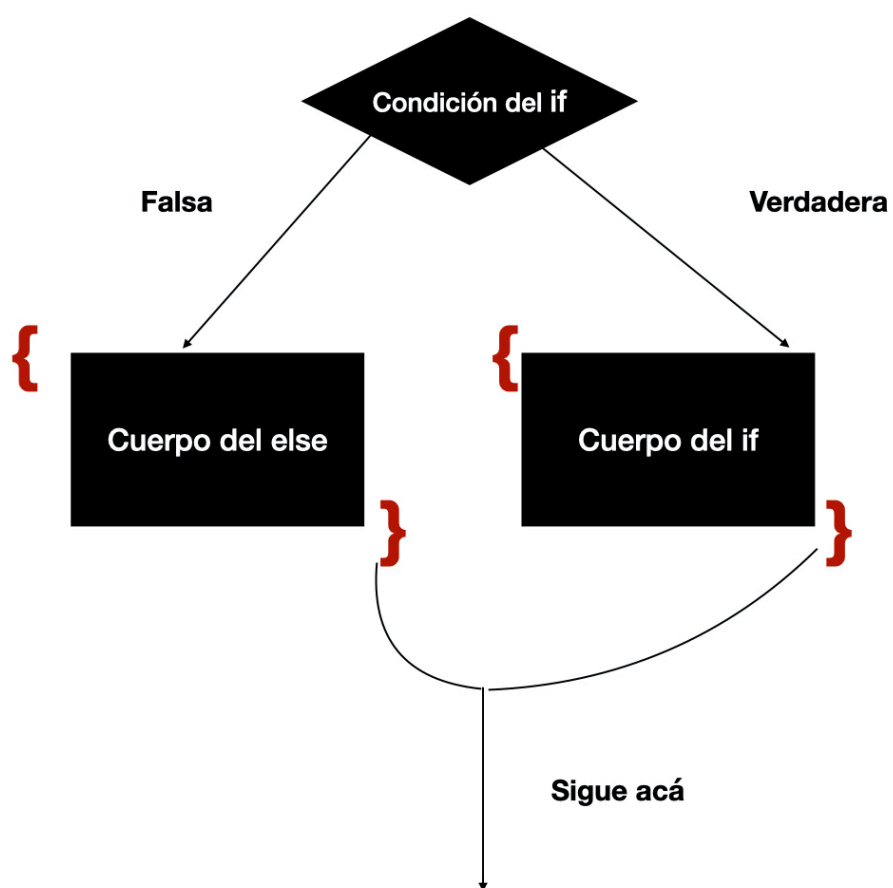 Condición del if
Falsa
Verdadera
{
{
Cuerpo del else
Cuerpo del if
}
}
Sigue acá